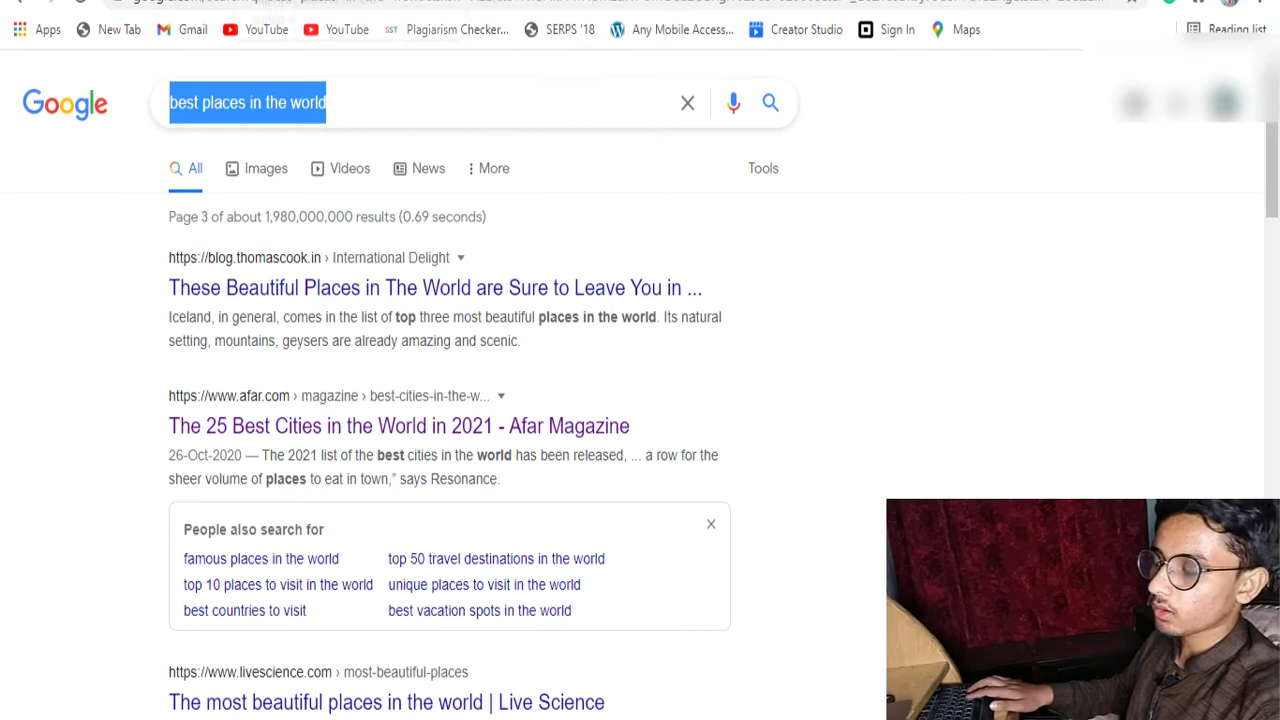 Apps New Tab Gmail YouTube YouTube SST Plagiarism Checker... SERPS '18 Any Mobile Access... Creator Studio Sign In Maps Reading list
Google best places in the world
All Images Videos News More Tools
Page 3 of about 1,980,000,000 results (0.69 seconds)
https://blog.thomascook.in › International Delight
These Beautiful Places in The World are Sure to Leave You in ...
Iceland, in general, comes in the list of top three most beautiful places in the world. Its natural
setting, mountains, geysers are already amazing and scenic.
https://www.afar.com › magazine › best-cities-in-the-w...
The 25 Best Cities in the World in 2021 - Afar Magazine
26-Oct-2020 — The 2021 list of the best cities in the world has been released, ... a row for the
sheer volume of places to eat in town,” says Resonance.
People also search for
famous places in the world top 50 travel destinations in the world
top 10 places to visit in the world unique places to visit in the world
best countries to visit best vacation spots in the world
https://www.livescience.com › most-beautiful-places
The most beautiful places in the world | Live Science